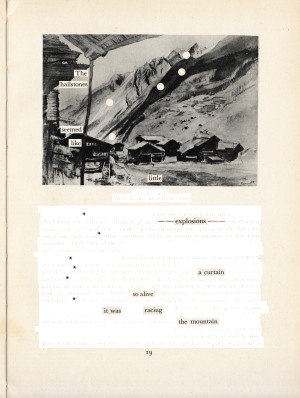 The
hailstones
seemed
like
little
explosions
a curtain
so alive
it was racing
the mountain
19